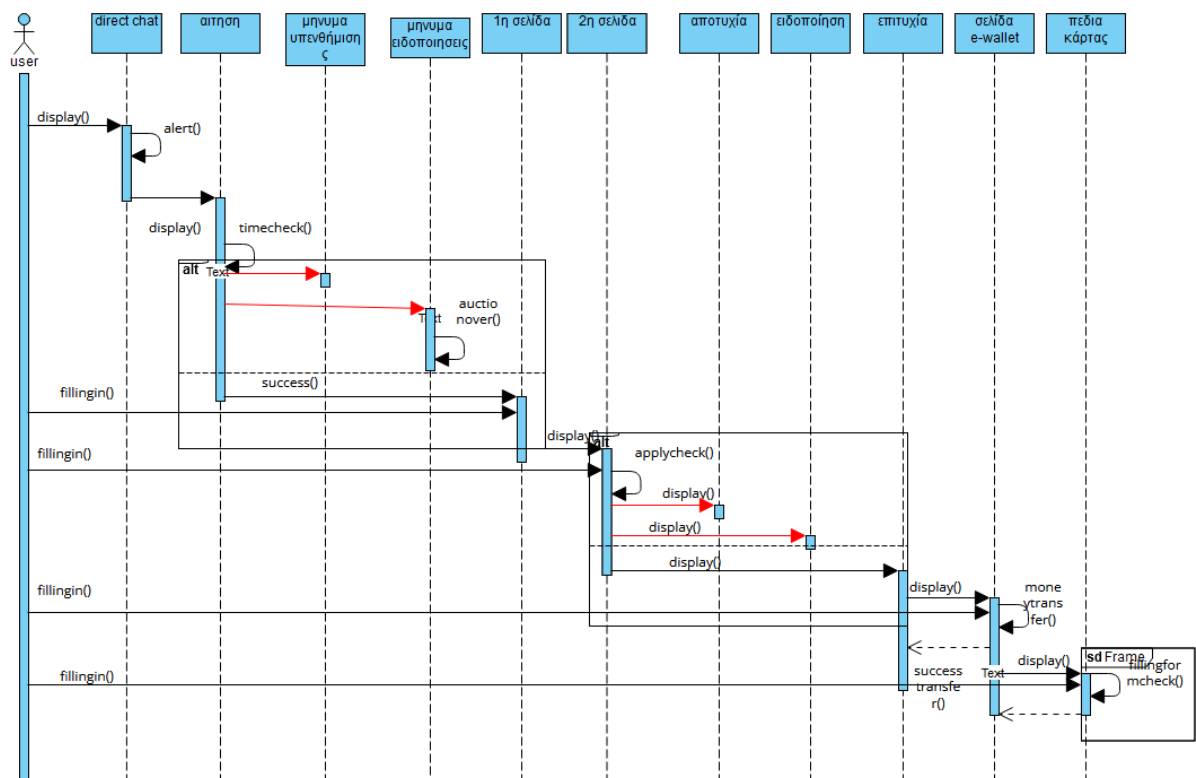 user
direct chat
αιτηση
μηνυμα
υπενθήμιση
ς
μηνυμα
ειδοποιησεις
1η σελίδα
2η σελιδα
αποτυχία
ειδοποίηση
επιτυχία
σελίδα
e-wallet
πεδια
κάρτας
display()
alert()
display()
timecheck()
alt
Text
Text
auctio
nover()
success()
fillingin()
display()
alt
fillingin()
applycheck()
display()
display()
display()
fillingin()
display()
mone
ytrans
fer()
sd Frame
display()
fillingfor
mcheck()
fillingin()
success
transfe
r()
Text